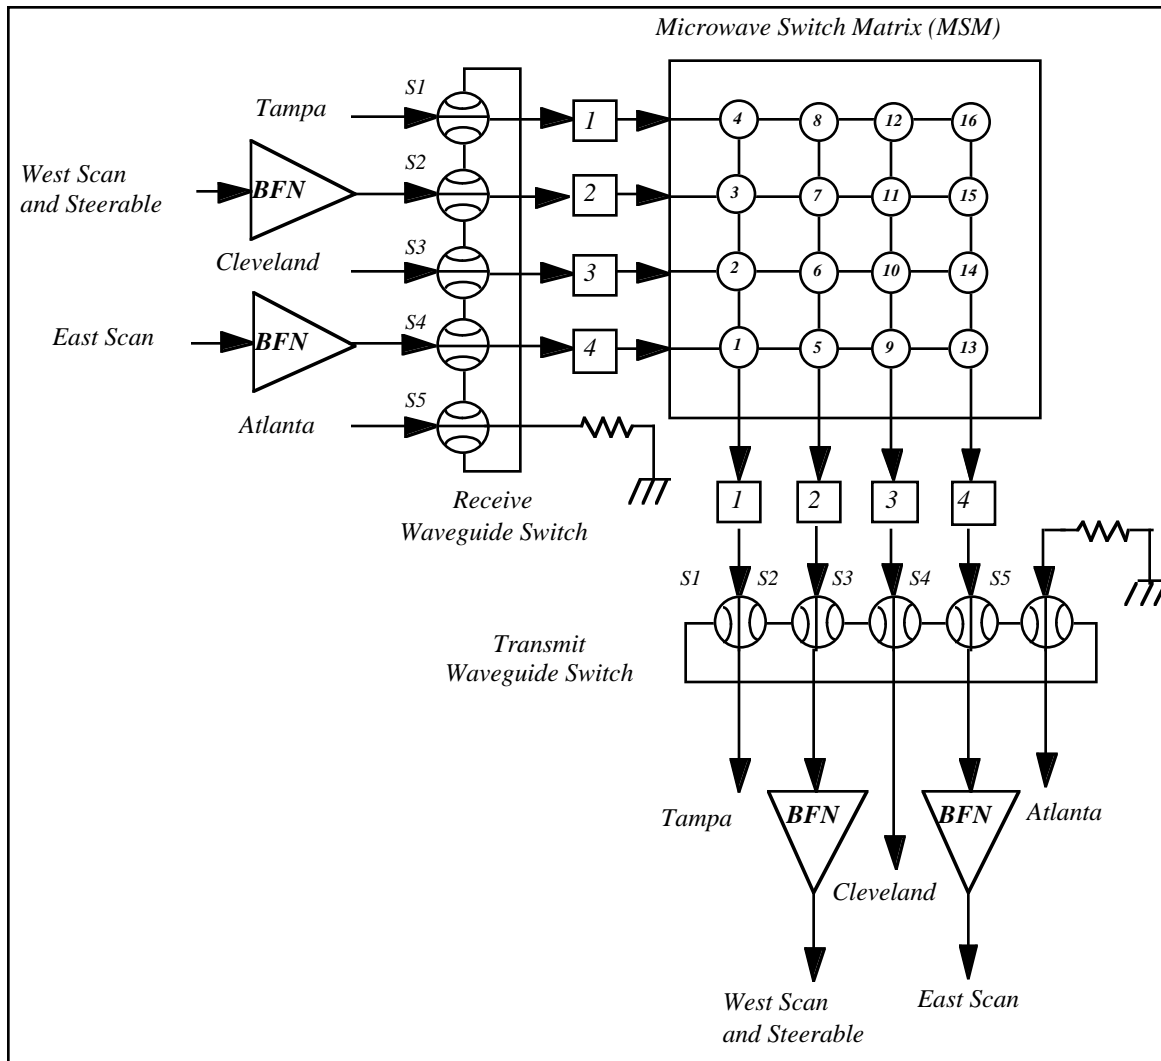 Microwave Switch Matrix (MSM)
S1
Tampa
1
4
8
12
16
West Scan
and Steerable
BFN
S2
2
3
7
11
15
Cleveland
S3
3
2
6
10
14
East Scan
BFN
S4
4
1
5
9
13
Atlanta
S5
Receive
Waveguide Switch
1
2
3
4
S1
S2
S3
S4
S5
Transmit
Waveguide Switch
Tampa
BFN
BFN
Atlanta
Cleveland
West Scan
and Steerable
East Scan